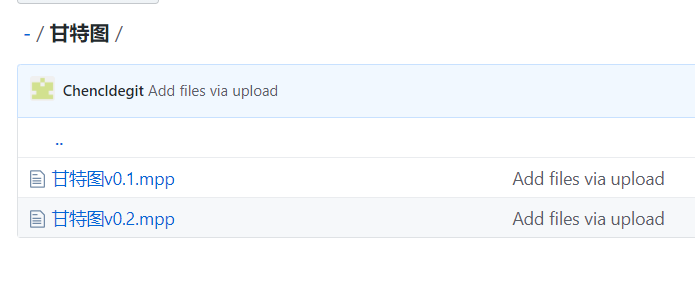 - / 甘特图 /
Chencldegit Add files via upload
..
甘特图v0.1.mpp Add files via upload
甘特图v0.2.mpp Add files via upload